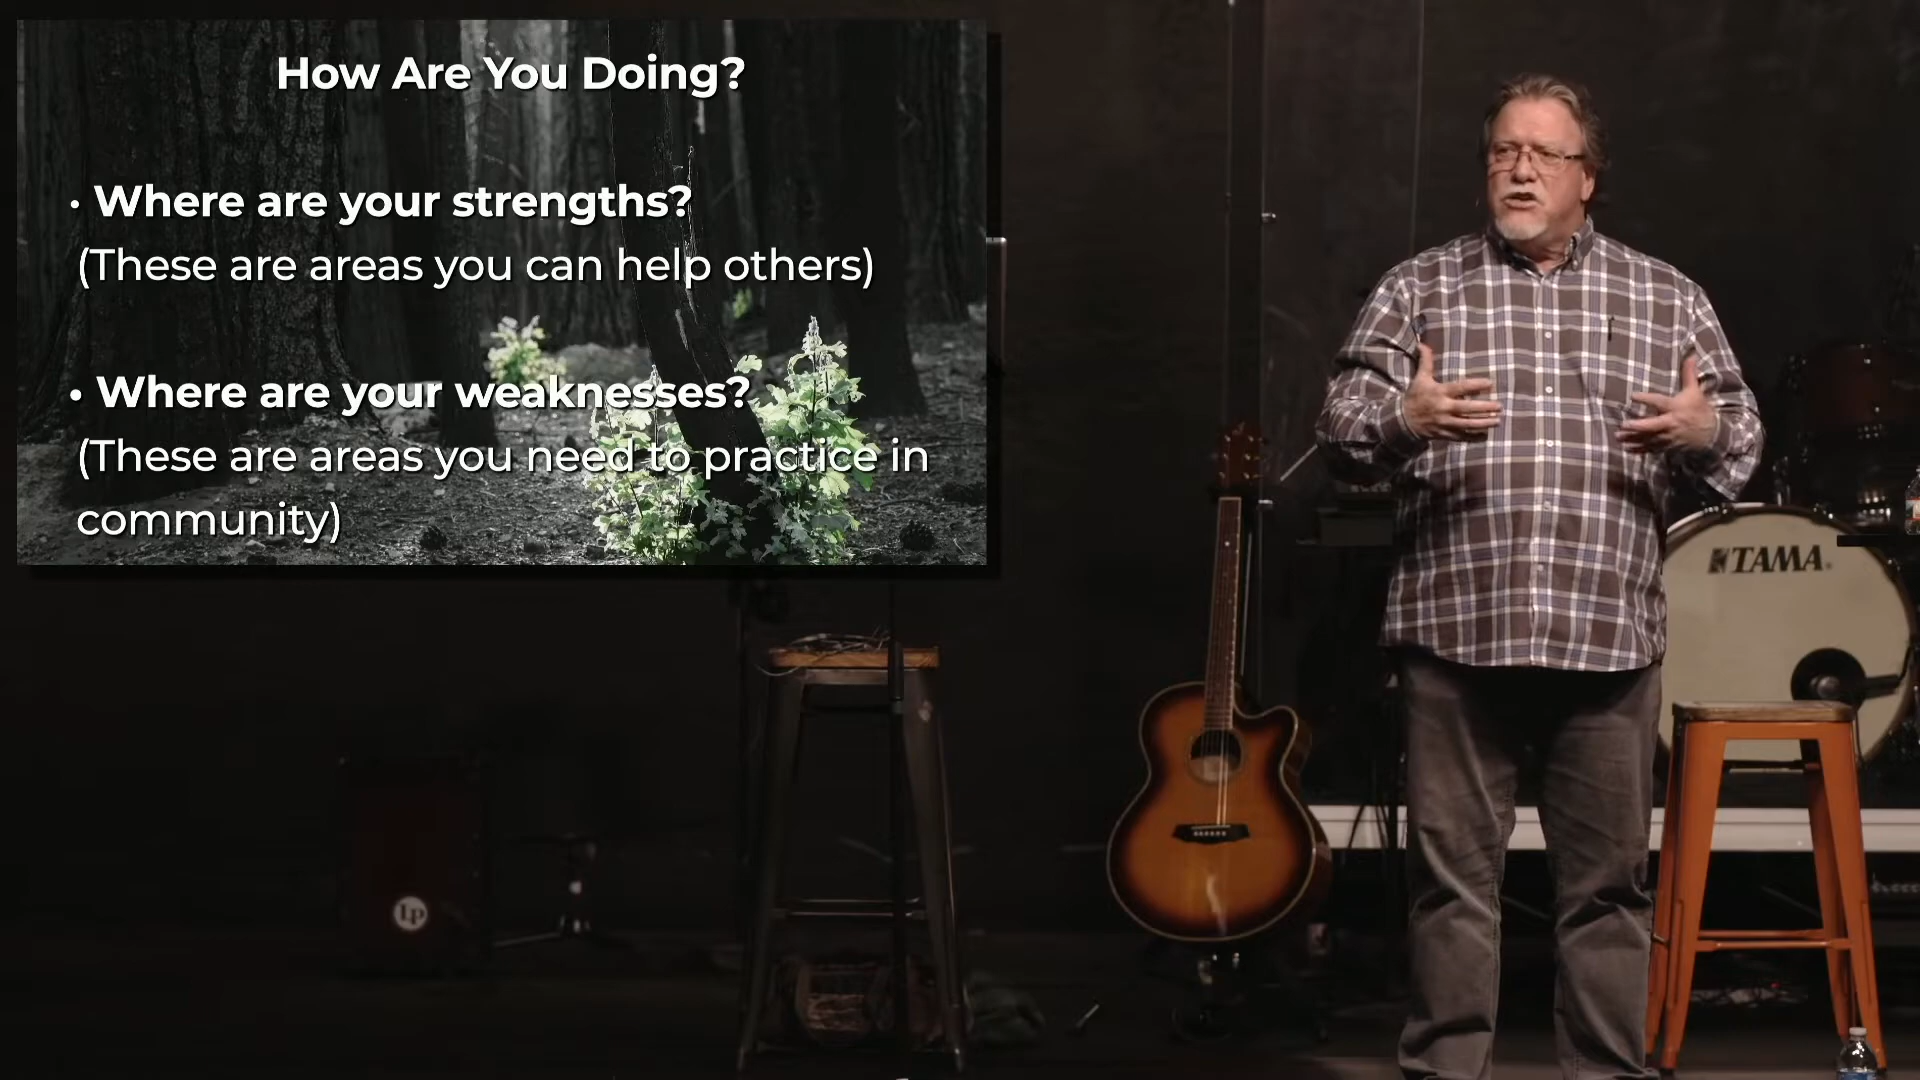 How Are You Doing?
• Where are your strengths?
(These are areas you can help others)
• Where are your weaknesses?
(These are areas you need to practice in
community)
TAMA
LP